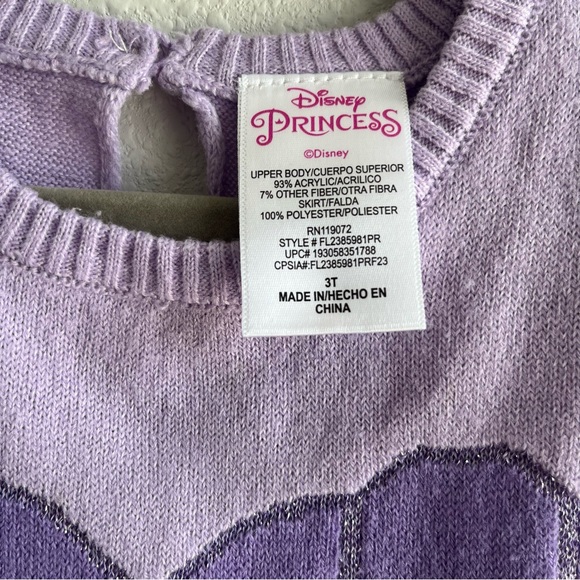 Disney
PRINCESS
©Disney
UPPER BODY/CUERPO SUPERIOR
93% ACRYLIC/ACRILICO
7% OTHER FIBER/OTRA FIBRA
SKIRT/FALDA
100% POLYESTER/POLIESTER
RN119072
STYLE # FL2385981PR
UPC# 193058351788
CPSIA#:FL2385981PRF23
3T
MADE IN/HECHO EN
CHINA